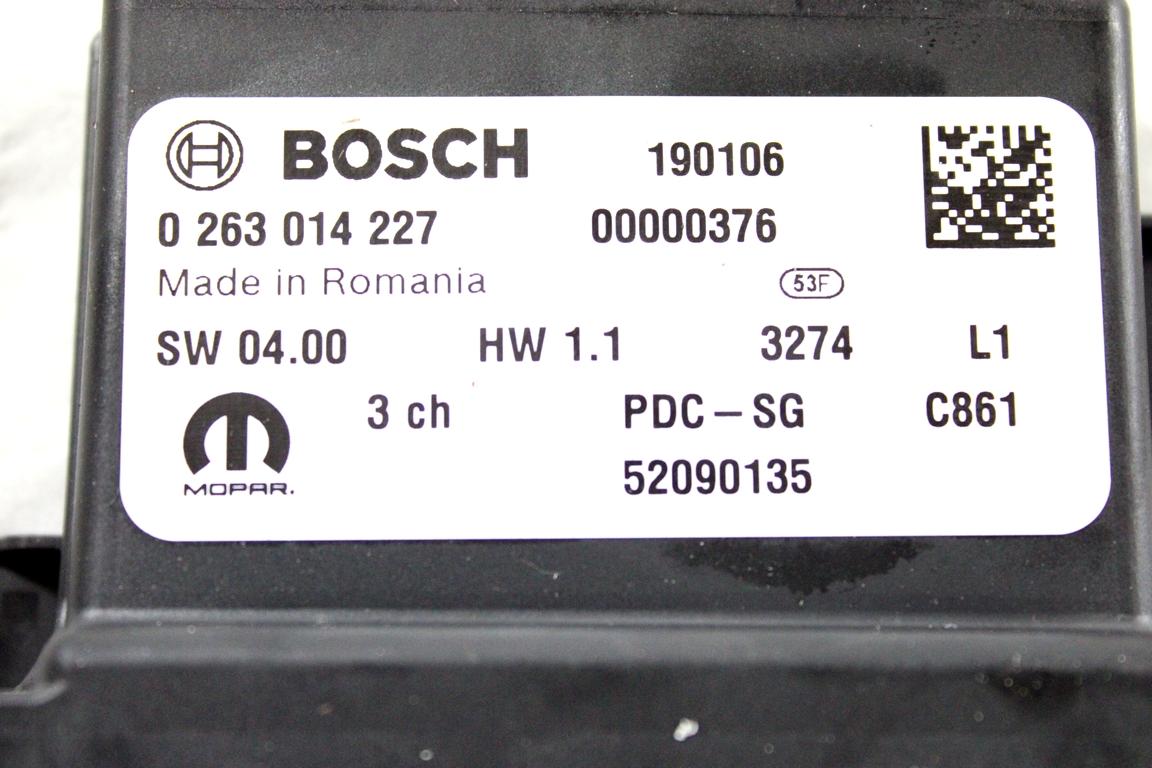 BOSCH 190106
0 263 014 227 00000376
Made in Romania 53F
SW 04.00 HW 1.1 3274 L1
3 ch PDC – SG C861
MOPAR. 52090135